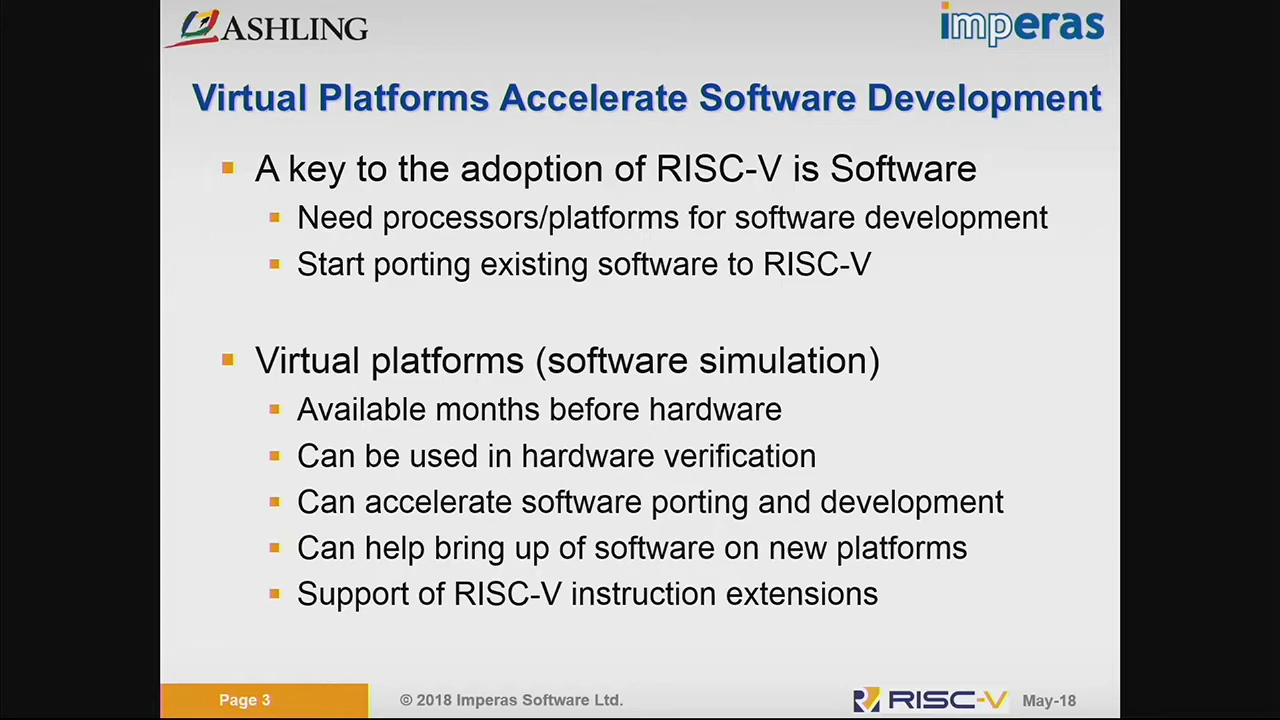 ASHLING
imperas
Virtual Platforms Accelerate Software Development
A key to the adoption of RISC-V is Software
Need processors/platforms for software development
Start porting existing software to RISC-V
Virtual platforms (software simulation)
Available months before hardware
Can be used in hardware verification
Can accelerate software porting and development
Can help bring up of software on new platforms
Support of RISC-V instruction extensions
Page 3
© 2018 Imperas Software Ltd.
RISC-V
May-18